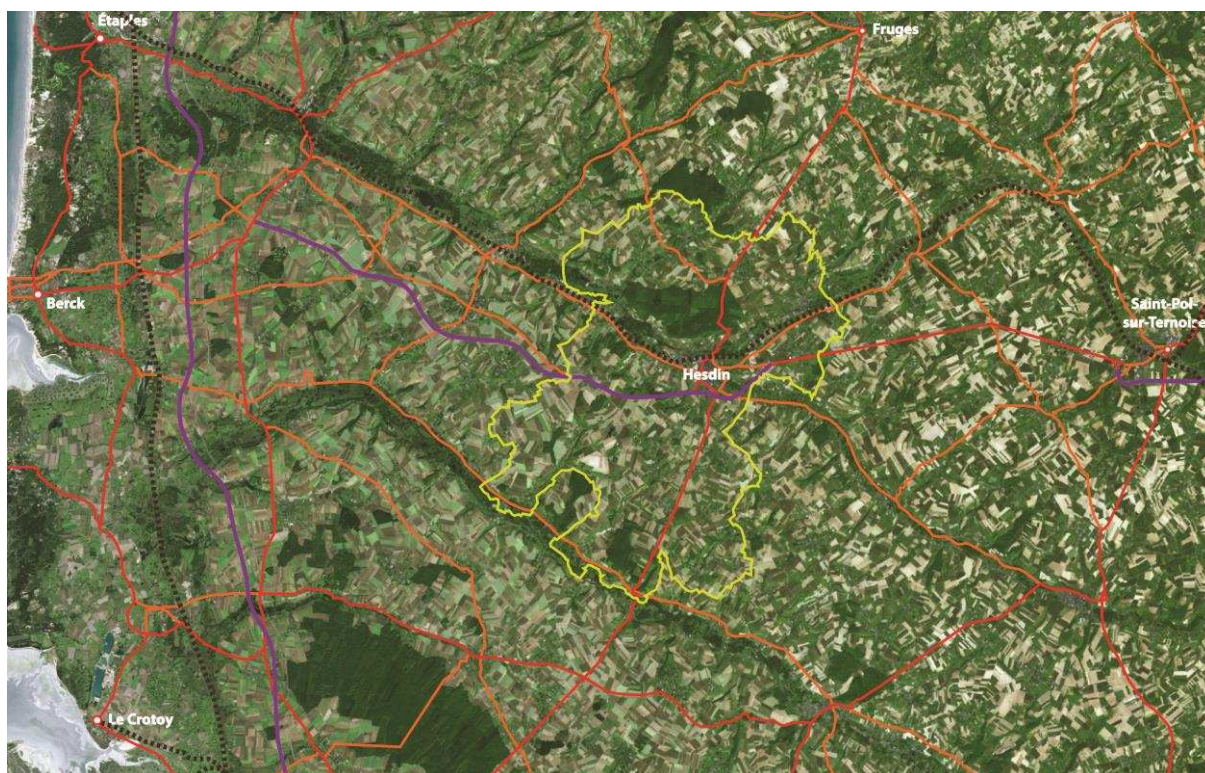 Étaples
Fruges
Berck
Saint-Pol-
sur-Ternoise
Hesdin
Le Crotoy